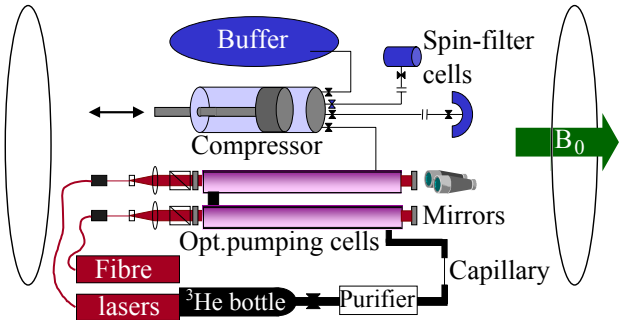 Buffer
Spin-filter
cells
Compressor
B₀
Mirrors
Opt.pumping cells
Capillary
Fibre
lasers
³He bottle
Purifier